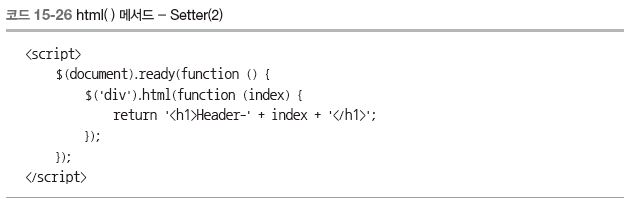 코드 15-26 html( ) 메서드 – Setter(2)
<script>
    $(document).ready(function () {
        $('div').html(function (index) {
            return '<h1>Header-' + index + '</h1>';
        });
    });
</script>